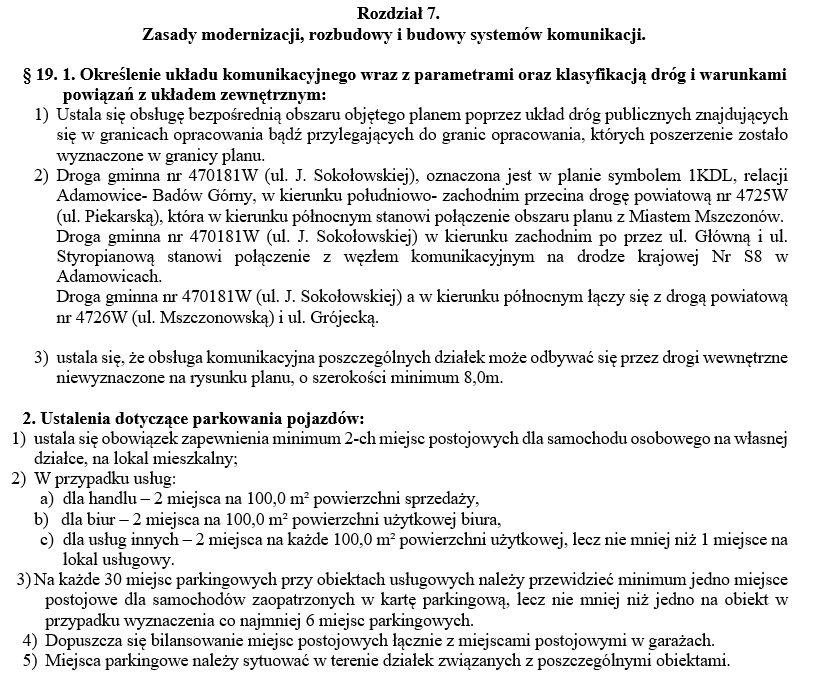 Rozdział 7.
Zasady modernizacji, rozbudowy i budowy systemów komunikacji.
§ 19. 1. Określenie układu komunikacyjnego wraz z parametrami oraz klasyfikacją dróg i warunkami
powiązań z układem zewnętrznym:
1) Ustala się obsługę bezpośrednią obszaru objętego planem poprzez układ dróg publicznych znajdujących
się w granicach opracowania bądź przylegających do granic opracowania, których poszerzenie zostało
wyznaczone w granicy planu.
2) Droga gminna nr 470181W (ul. J. Sokołowskiej), oznaczona jest w planie symbolem 1KDL, relacji
Adamowice- Badów Górny, w kierunku południowo- zachodnim przecina drogę powiatową nr 4725W
(ul. Piekarską), która w kierunku północnym stanowi połączenie obszaru planu z Miastem Mszczonów.
Droga gminna nr 470181W (ul. J. Sokołowskiej) w kierunku zachodnim po przez ul. Główną i ul.
Styropianową stanowi połączenie z węzłem komunikacyjnym na drodze krajowej Nr S8 w
Adamowicach.
Droga gminna nr 470181W (ul. J. Sokołowskiej) a w kierunku północnym łączy się z drogą powiatową
nr 4726W (ul. Mszczonowską) i ul. Grójecką.
3) ustala się, że obsługa komunikacyjna poszczególnych działek może odbywać się przez drogi wewnętrzne
niewyznaczone na rysunku planu, o szerokości minimum 8,0m.
2. Ustalenia dotyczące parkowania pojazdów:
1) ustala się obowiązek zapewnienia minimum 2-ch miejsc postojowych dla samochodu osobowego na własnej
działce, na lokal mieszkalny;
2) W przypadku usług:
a) dla handlu – 2 miejsca na 100,0 m² powierzchni sprzedaży,
b) dla biur – 2 miejsca na 100,0 m² powierzchni użytkowej biura,
c) dla usług innych – 2 miejsca na każde 100,0 m² powierzchni użytkowej, lecz nie mniej niż 1 miejsce na
lokal usługowy.
3) Na każde 30 miejsc parkingowych przy obiektach usługowych należy przewidzieć minimum jedno miejsce
postojowe dla samochodów zaopatrzonych w kartę parkingową, lecz nie mniej niż jedno na obiekt w
przypadku wyznaczenia co najmniej 6 miejsc parkingowych.
4) Dopuszcza się bilansowanie miejsc postojowych łącznie z miejscami postojowymi w garażach.
5) Miejsca parkingowe należy sytuować w terenie działek związanych z poszczególnymi obiektami.